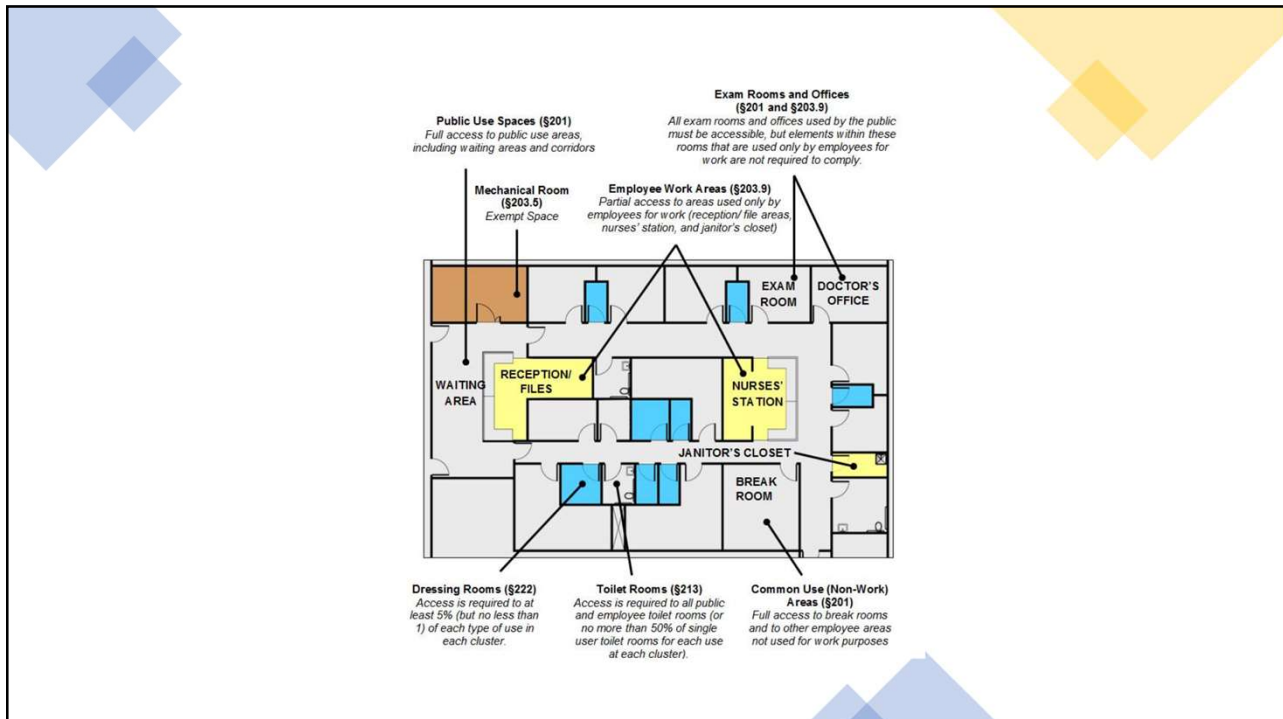 Exam Rooms and Offices
(§201 and §203.9)
All exam rooms and offices used by the public
must be accessible, but elements within these
rooms that are used only by employees for
work are not required to comply.
Public Use Spaces (§201)
Full access to public use areas,
including waiting areas and corridors
Mechanical Room
(§203.5)
Exempt Space
Employee Work Areas (§203.9)
Partial access to areas used only by
employees for work (reception/ file areas,
nurses' station, and janitor's closet)
EXAM
ROOM
DOCTOR'S
OFFICE
WAITING
AREA
RECEPTION/
FILES
NURSES'
STATION
JANITOR'S CLOSET
BREAK
ROOM
Dressing Rooms (§222)
Access is required to at
least 5% (but no less than
1) of each type of use in
each cluster.
Toilet Rooms (§213)
Access is required to all public
and employee toilet rooms (or
no more than 50% of single
user toilet rooms for each use
at each cluster).
Common Use (Non-Work)
Areas (§201)
Full access to break rooms
and to other employee areas
not used for work purposes